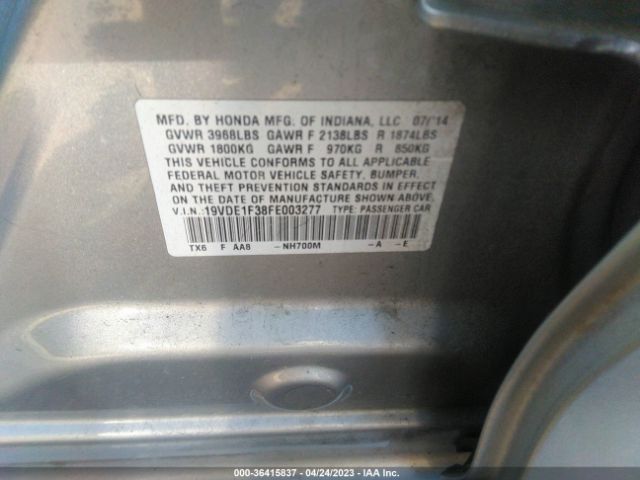 MFD. BY HONDA MFG. OF INDIANA, LLC 07/'14
GVWR 3968LBS GAWR F 2138LBS R 1874LBS
GVWR 1800KG GAWR F 970KG R 850KG
THIS VEHICLE CONFORMS TO ALL APPLICABLE
FEDERAL MOTOR VEHICLE SAFETY, BUMPER,
AND THEFT PREVENTION STANDARDS IN EFFECT
ON THE DATE OF MANUFACTURE SHOWN ABOVE.
V.I.N.:19VDE1F38FE003277 TYPE: PASSENGER CAR
TX6 F AA8 -NH700M -A -E
000-36415837 - 04/24/2023 - IAA Inc.